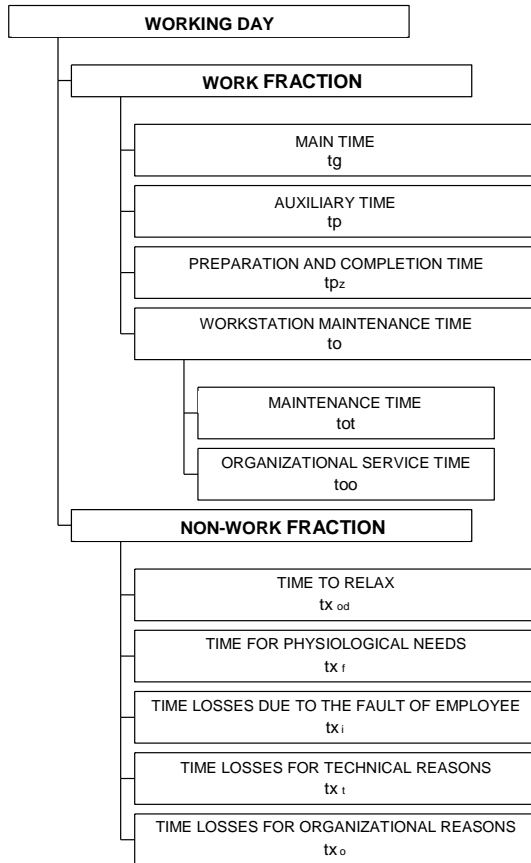 WORKING DAY
WORK FRACTION
MAIN TIME
tg
AUXILIARY TIME
tp
PREPARATION AND COMPLETION TIME
tpz
WORKSTATION MAINTENANCE TIME
to
MAINTENANCE TIME
tot
ORGANIZATIONAL SERVICE TIME
too
NON-WORK FRACTION
TIME TO RELAX
tx od
TIME FOR PHYSIOLOGICAL NEEDS
tx f
TIME LOSSES DUE TO THE FAULT OF EMPLOYEE
tx i
TIME LOSSES FOR TECHNICAL REASONS
tx t
TIME LOSSES FOR ORGANIZATIONAL REASONS
tx o